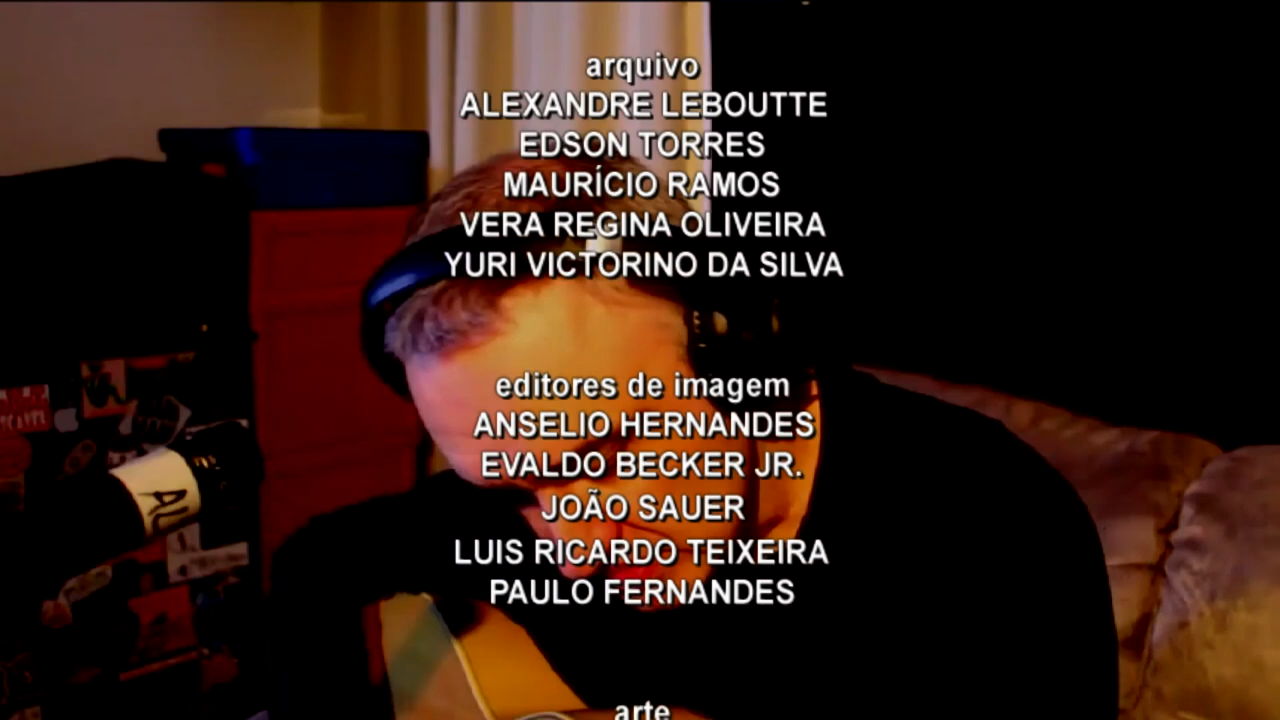 arquivo
ALEXANDRE LEBOUTTE
EDSON TORRES
MAURÍCIO RAMOS
VERA REGINA OLIVEIRA
YURI VICTORINO DA SILVA
editores de imagem
ANSELIO HERNANDES
EVALDO BECKER JR.
JOÃO SAUER
LUIS RICARDO TEIXEIRA
PAULO FERNANDES
arte